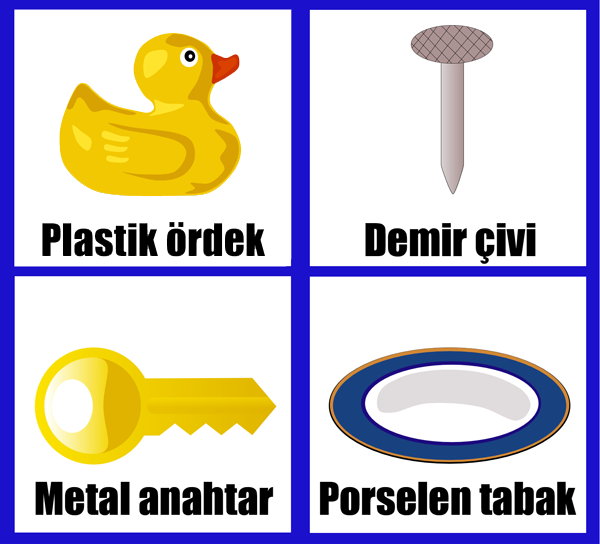 Plastik ördek
Demir çivi
Metal anahtar
Porselen tabak